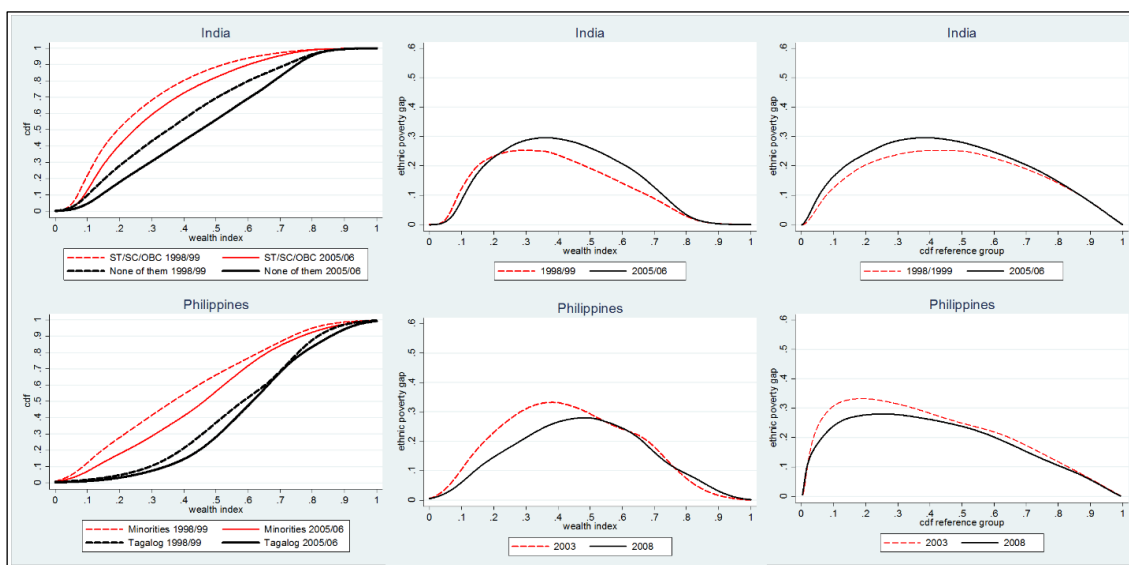 India
India
India
cdf
0 .1 .2 .3 .4 .5 .6 .7 .8 .9 1
0 .1 .2 .3 .4 .5 .6 .7 .8 .9 1
wealth index
ST/SC/OBC 1998/99 ST/SC/OBC 2005/06
None of them 1998/99 None of them 2005/06
ethnic poverty gap
0 .1 .2 .3 .4 .5 .6
0 .1 .2 .3 .4 .5 .6 .7 .8 .9 1
wealth index
1998/99 2005/06
ethnic poverty gap
0 .1 .2 .3 .4 .5 .6
0 .1 .2 .3 .4 .5 .6 .7 .8 .9 1
cdf reference group
1998/1999 2005/06
Philippines
Philippines
Philippines
cdf
0 .1 .2 .3 .4 .5 .6 .7 .8 .9 1
0 .1 .2 .3 .4 .5 .6 .7 .8 .9 1
wealth index
Minorities 1998/99 Minorities 2005/06
Tagalog 1998/99 Tagalog 2005/06
ethnic poverty gap
0 .1 .2 .3 .4 .5 .6
0 .1 .2 .3 .4 .5 .6 .7 .8 .9 1
wealth index
2003 2008
ethnic poverty gap
0 .1 .2 .3 .4 .5 .6
0 .1 .2 .3 .4 .5 .6 .7 .8 .9 1
cdf reference group
2003 2008